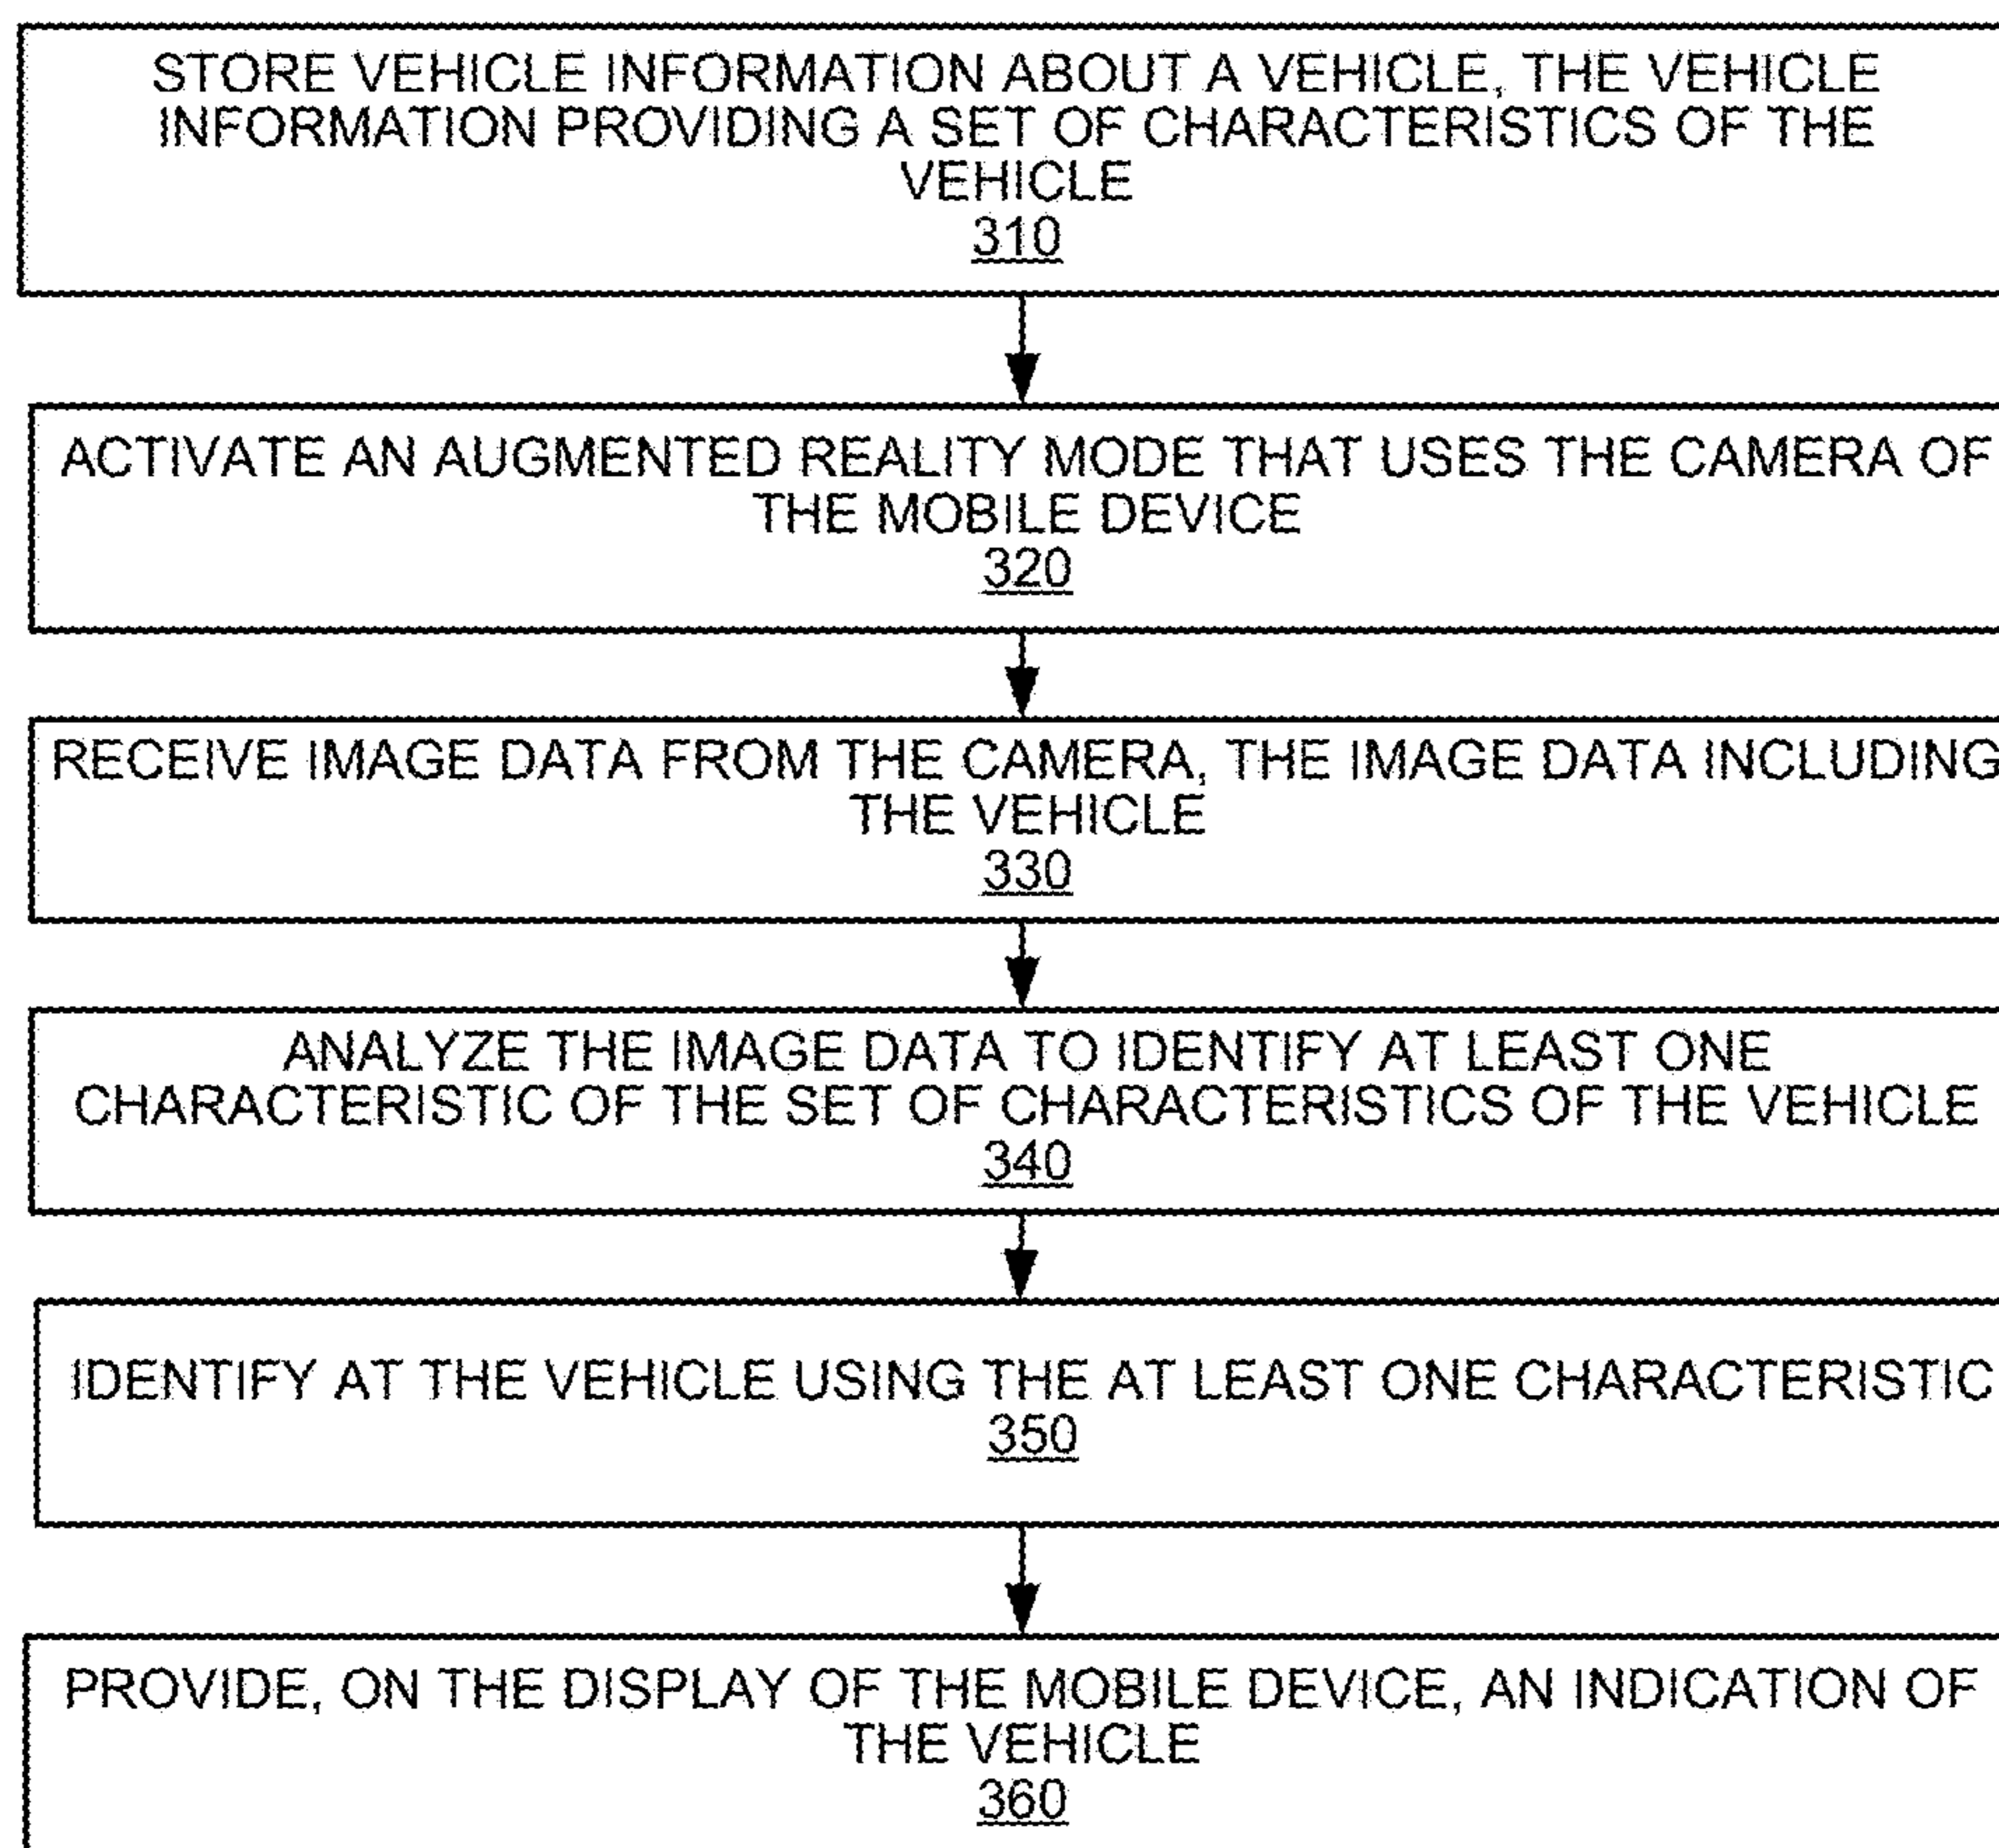 STORE VEHICLE INFORMATION ABOUT A VEHICLE, THE VEHICLE
INFORMATION PROVIDING A SET OF CHARACTERISTICS OF THE
VEHICLE
310
ACTIVATE AN AUGMENTED REALITY MODE THAT USES THE CAMERA OF
THE MOBILE DEVICE
320
RECEIVE IMAGE DATA FROM THE CAMERA, THE IMAGE DATA INCLUDING
THE VEHICLE
330
ANALYZE THE IMAGE DATA TO IDENTIFY AT LEAST ONE
CHARACTERISTIC OF THE SET OF CHARACTERISTICS OF THE VEHICLE
340
IDENTIFY AT THE VEHICLE USING THE AT LEAST ONE CHARACTERISTIC
350
PROVIDE, ON THE DISPLAY OF THE MOBILE DEVICE, AN INDICATION OF
THE VEHICLE
360